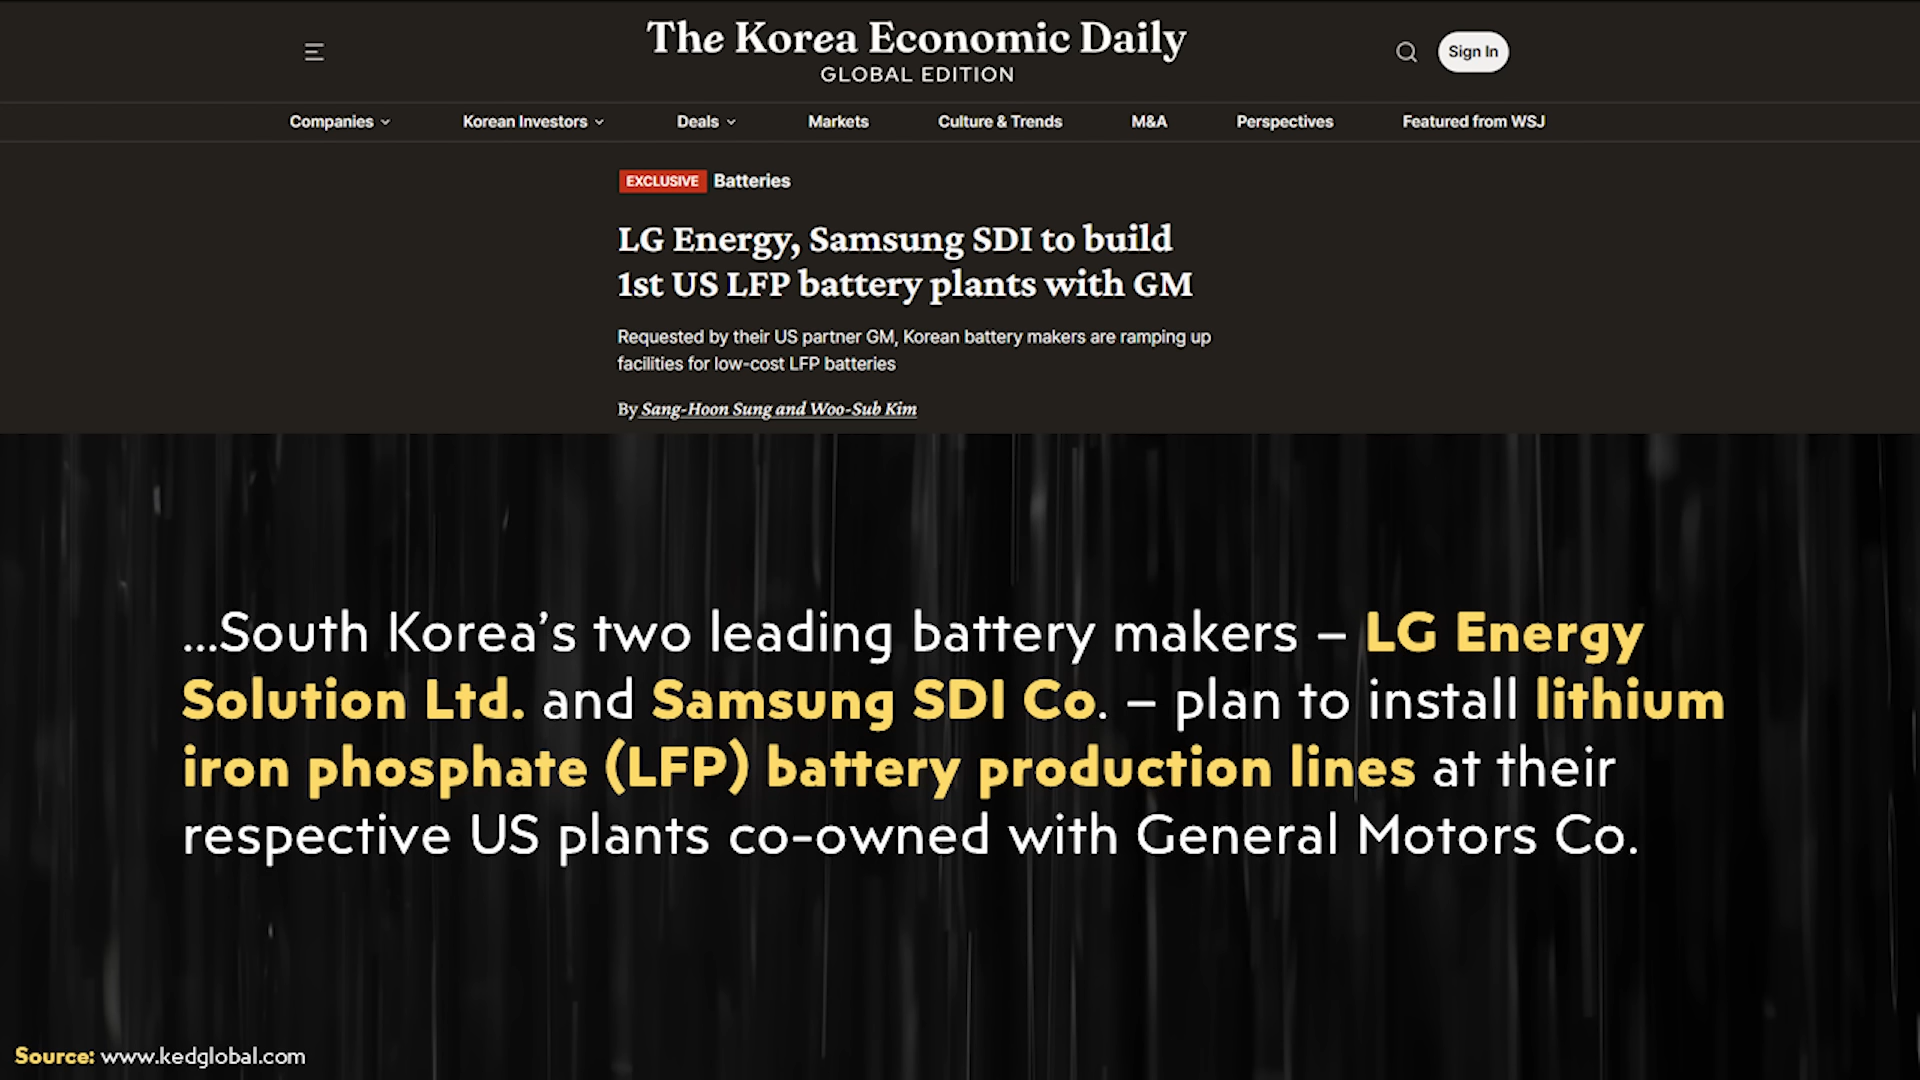 The Korea Economic Daily
GLOBAL EDITION
Sign In
Companies Korean Investors Deals Markets Culture & Trends M&A Perspectives Featured from WSJ
EXCLUSIVE Batteries
LG Energy, Samsung SDI to build
1st US LFP battery plants with GM
Requested by their US partner GM, Korean battery makers are ramping up
facilities for low-cost LFP batteries
By Sang-Hoon Sung and Woo-Sub Kim
...South Korea’s two leading battery makers – LG Energy
Solution Ltd. and Samsung SDI Co. – plan to install lithium
iron phosphate (LFP) battery production lines at their
respective US plants co-owned with General Motors Co.
Source: www.kedglobal.com